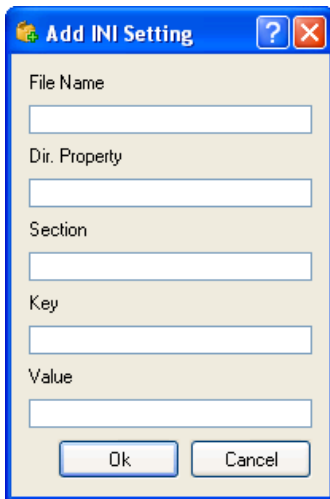 Add INI Setting
File Name
Dir. Property
Section
Key
Value
Ok Cancel